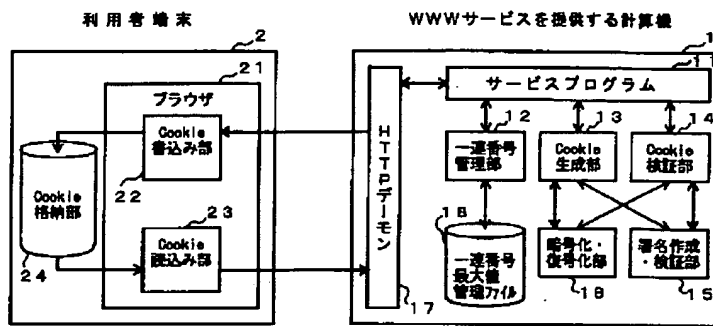 利用者端末
WWWサービスを提供する計算機
2
21
ブラウザ
Cookie
書込み部
22
Cookie
格納部
24
23
Cookie
読込み部
HTTPデーモン
17
1
11
サービスプログラム
12
一連番号
管理部
13
Cookie
生成部
14
Cookie
検証部
一連番号
最大値
管理ファイル
暗号化・
復号化部
署名作成
・検証部
15